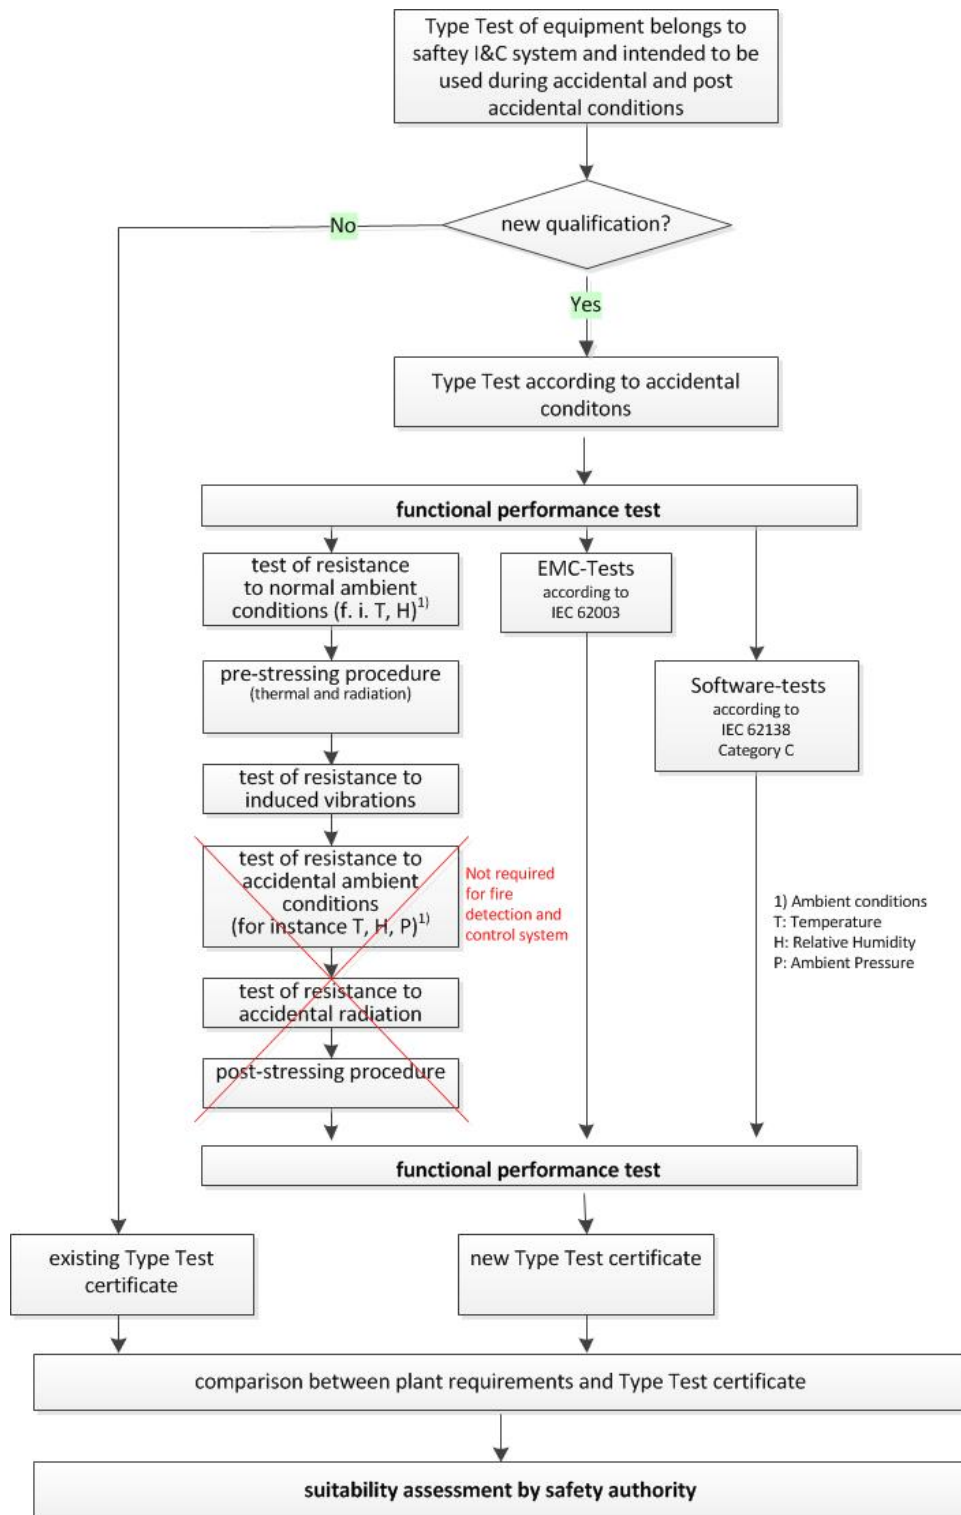 Type Test of equipment belongs to
saftey I&C system and intended to be
used during accidental and post
accidental conditions
new qualification?
No
Yes
Type Test according to accidental
conditons
functional performance test
test of resistance
to normal ambient
conditions (f. i. T, H)1)
EMC-Tests
according to
IEC 62003
pre-stressing procedure
(thermal and radiation)
Software-tests
according to
IEC 62138
Category C
test of resistance to
induced vibrations
test of resistance to
accidental ambient
conditions
(for instance T, H, P)1)
Not required
for fire
detection and
control system
1) Ambient conditions
T: Temperature
H: Relative Humidity
P: Ambient Pressure
test of resistance to
accidental radiation
post-stressing procedure
functional performance test
existing Type Test
certificate
new Type Test certificate
comparison between plant requirements and Type Test certificate
suitability assessment by safety authority